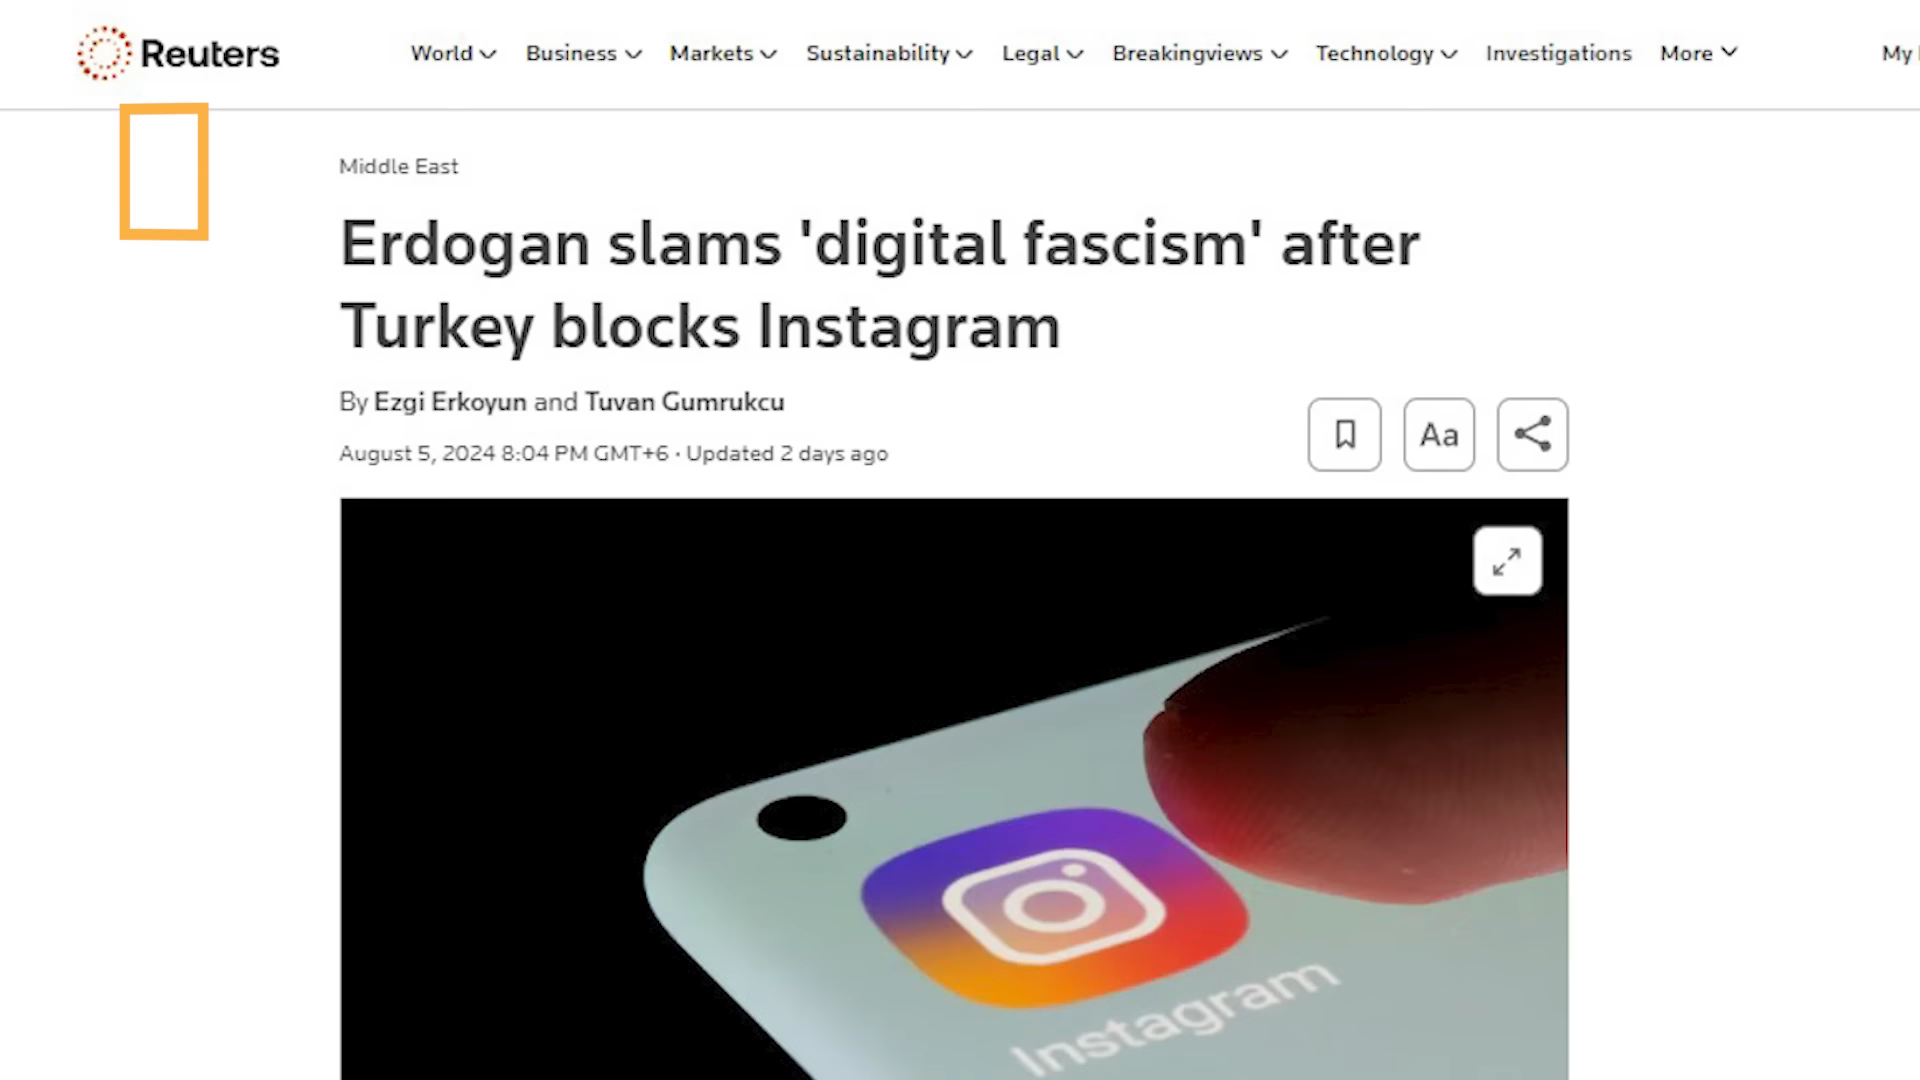 Reuters
World Business Markets Sustainability Legal Breakingviews Technology Investigations More My
Middle East
Erdogan slams 'digital fascism' after
Turkey blocks Instagram
By Ezgi Erkoyun and Tuvan Gumrukcu
August 5, 2024 8:04 PM GMT+6 · Updated 2 days ago
Aa
Instagram